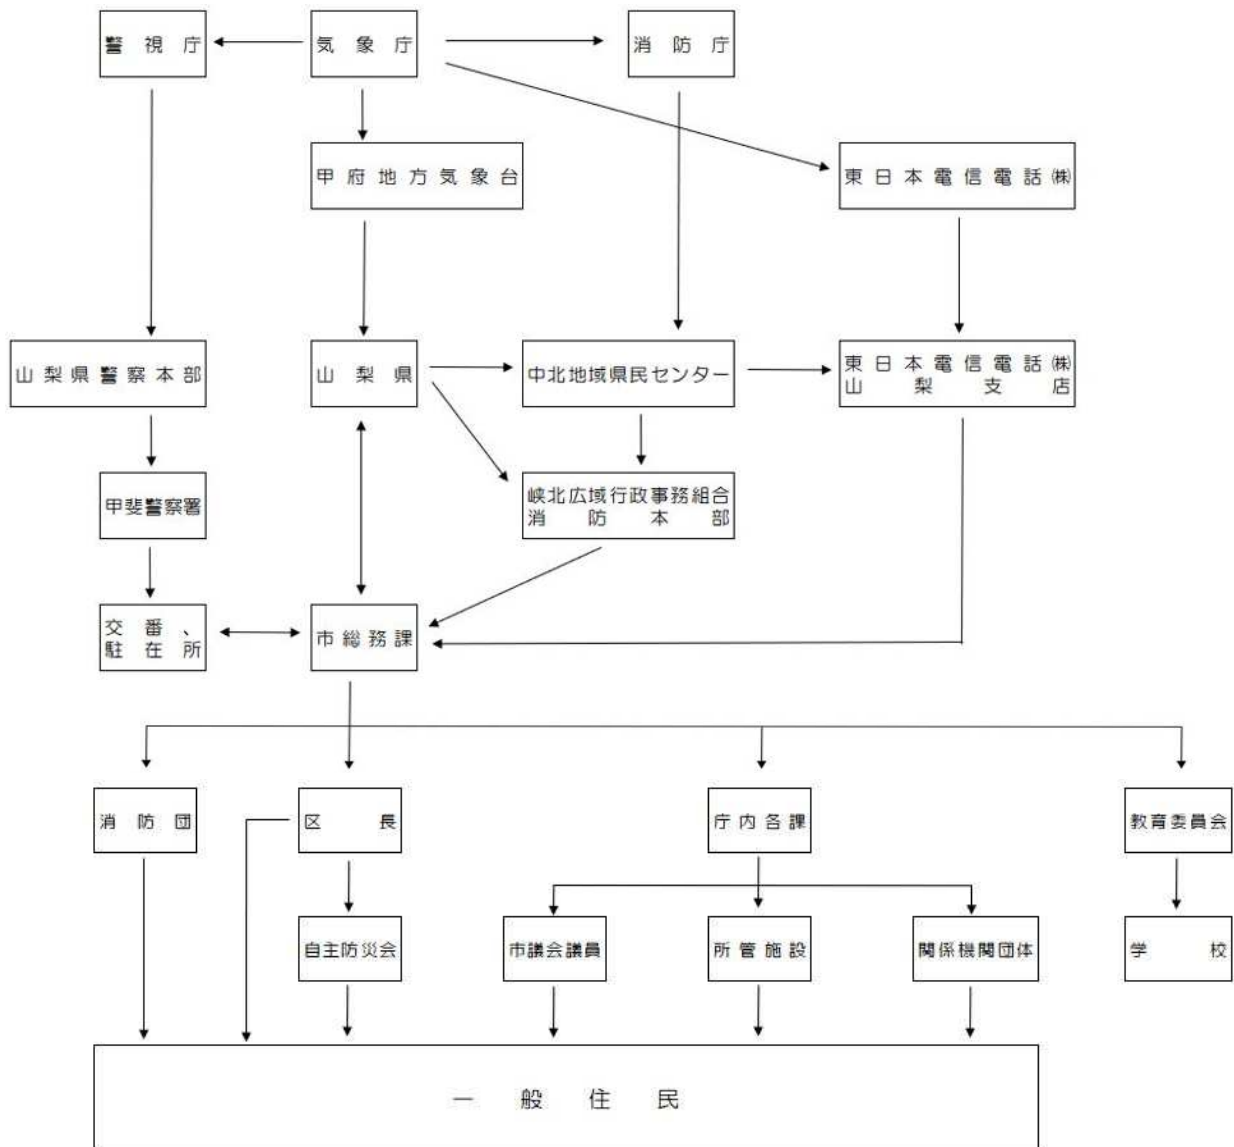 警視庁
気象庁
消防庁
甲府地方気象台
東日本電信電話㈱
山梨県警察本部
山梨県
中北地域県民センター
東日本電信電話㈱
山梨支店
甲斐警察署
峡北広域行政事務組合
消防本部
交番、
駐在所
市総務課
消防団
区長
庁内各課
教育委員会
自主防災会
市議会議員
所管施設
関係機関団体
学校
一般住民